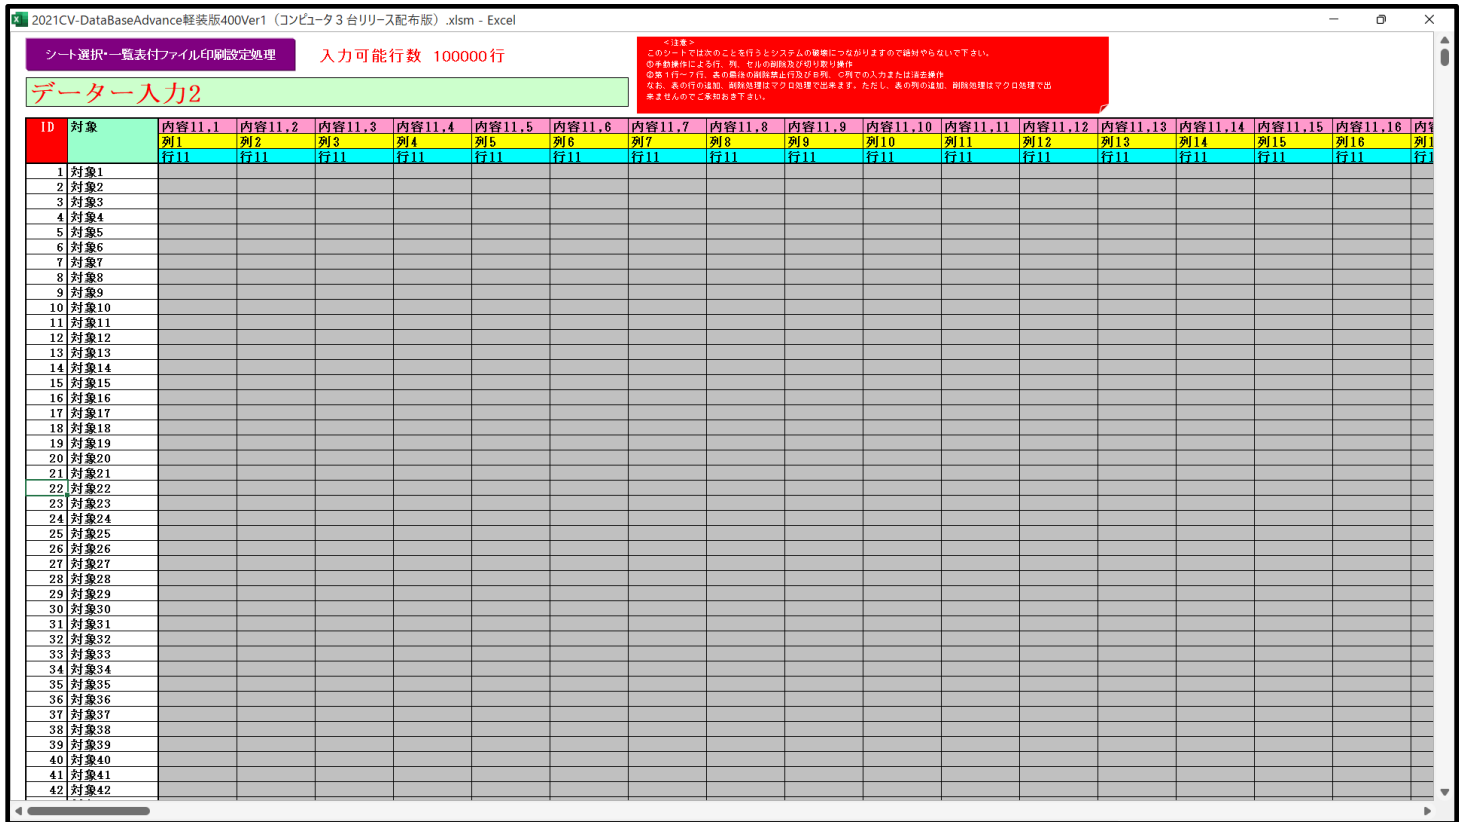 2021CV-DataBaseAdvance軽装版400Ver1（コンピュータ３台リリース配布版）.xlsm - Excel
シート選択・一覧表付ファイル印刷設定処理
入力可能行数 100000行
＜注意＞
このシートでは次のことを行うとシステムの破壊につながりますので絶対やらないで下さい。
①手動操作による行、列、セルの削除及び切り取り操作
②第１行～７行、表の最後の削除禁止行及びB列、C列での入力または消去操作
なお、表の行の追加、削除処理はマクロ処理で出来ます。ただし、表の列の追加、削除処理はマクロ処理で出
来ませんのでご承知おき下さい。
データー入力2
ID 対象 内容11,1 内容11,2 内容11,3 内容11,4 内容11,5 内容11,6 内容11,7 内容11,8 内容11,9 内容11,10 内容11,11 内容11,12 内容11,13 内容11,14 内容11,15 内容11,16
列1 列2 列3 列4 列5 列6 列7 列8 列9 列10 列11 列12 列13 列14 列15 列16
行11 行11 行11 行11 行11 行11 行11 行11 行11 行11 行11 行11 行11 行11 行11 行11
1 対象1
2 対象2
3 対象3
4 対象4
5 対象5
6 対象6
7 対象7
8 対象8
9 対象9
10 対象10
11 対象11
12 対象12
13 対象13
14 対象14
15 対象15
16 対象16
17 対象17
18 対象18
19 対象19
20 対象20
21 対象21
22 対象22
23 対象23
24 対象24
25 対象25
26 対象26
27 対象27
28 対象28
29 対象29
30 対象30
31 対象31
32 対象32
33 対象33
34 対象34
35 対象35
36 対象36
37 対象37
38 対象38
39 対象39
40 対象40
41 対象41
42 対象42